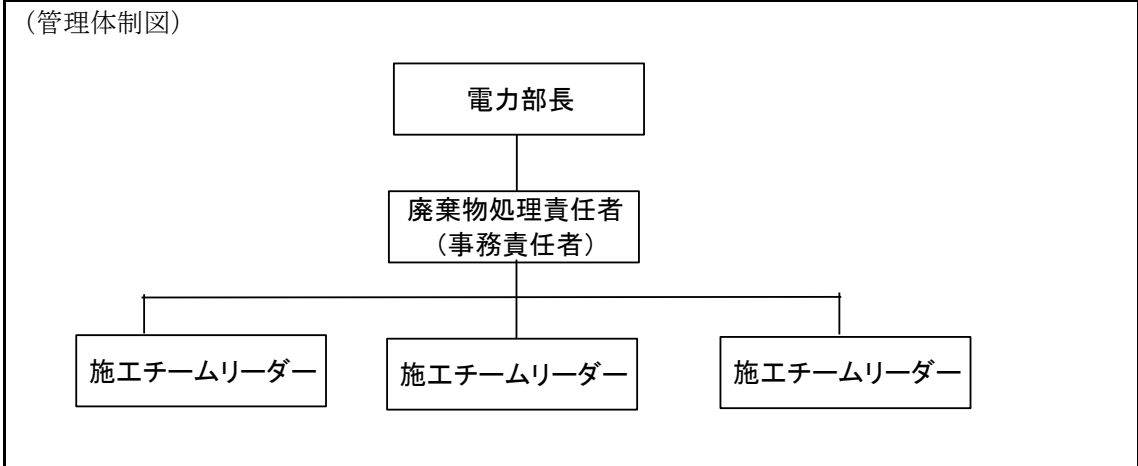 （管理体制図）
電力部長
廃棄物処理責任者
（事務責任者）
施工チームリーダー
施工チームリーダー
施工チームリーダー